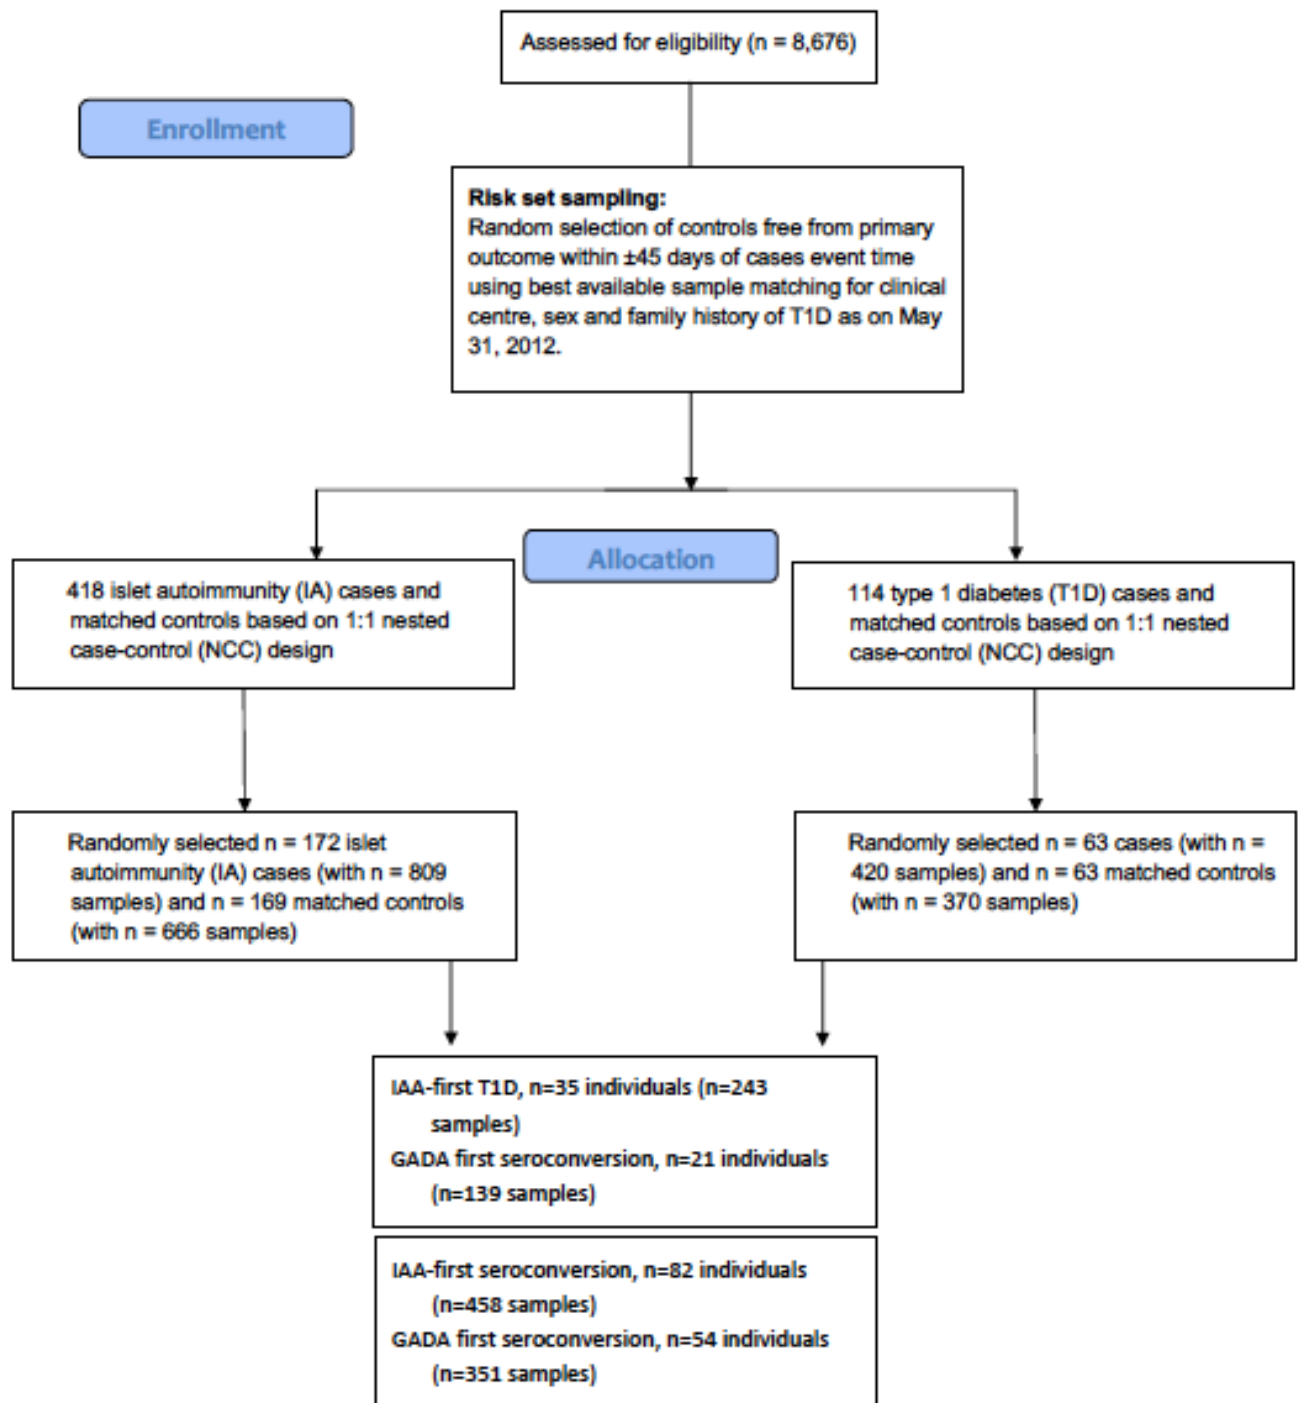 Assessed for eligibility (n = 8,676)
Enrollment
Risk set sampling:
Random selection of controls free from primary
outcome within ±45 days of cases event time
using best available sample matching for clinical
centre, sex and family history of T1D as on May
31, 2012.
Allocation
418 islet autoimmunity (IA) cases and
matched controls based on 1:1 nested
case-control (NCC) design
114 type 1 diabetes (T1D) cases and
matched controls based on 1:1 nested
case-control (NCC) design
Randomly selected n = 172 islet
autoimmunity (IA) cases (with n = 809
samples) and n = 169 matched controls
(with n = 666 samples)
Randomly selected n = 63 cases (with n =
420 samples) and n = 63 matched controls
(with n = 370 samples)
IAA-first T1D, n=35 individuals (n=243
samples)
GADA first seroconversion, n=21 individuals
(n=139 samples)
IAA-first seroconversion, n=82 individuals
(n=458 samples)
GADA first seroconversion, n=54 individuals
(n=351 samples)